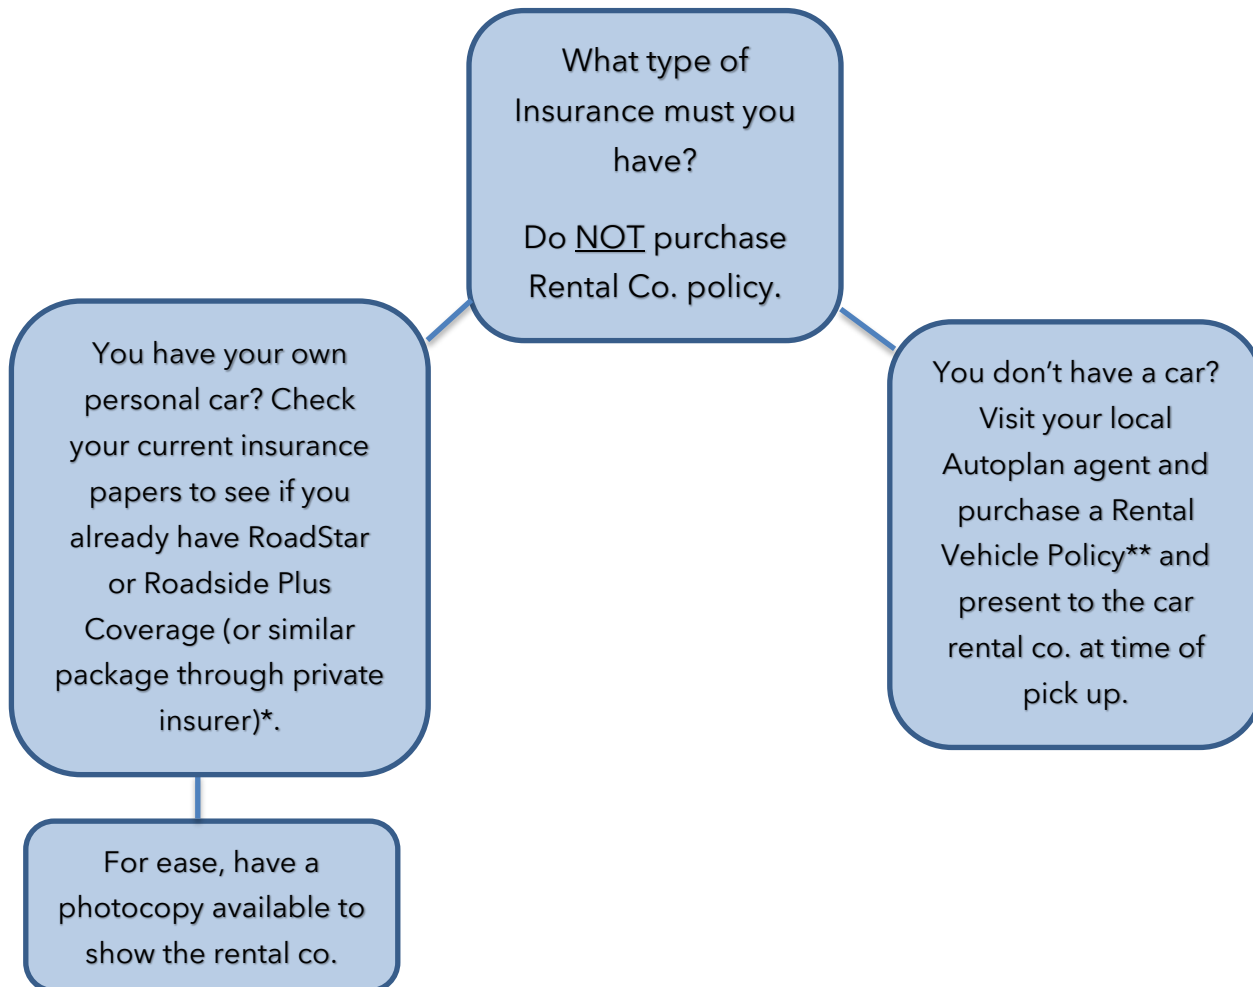 What type of
Insurance must you
have?
Do NOT purchase
Rental Co. policy.
You have your own
personal car? Check
your current insurance
papers to see if you
already have RoadStar
or Roadside Plus
Coverage (or similar
package through private
insurer)*.
For ease, have a
photocopy available to
show the rental co.
You don’t have a car?
Visit your local
Autoplan agent and
purchase a Rental
Vehicle Policy** and
present to the car
rental co. at time of
pick up.